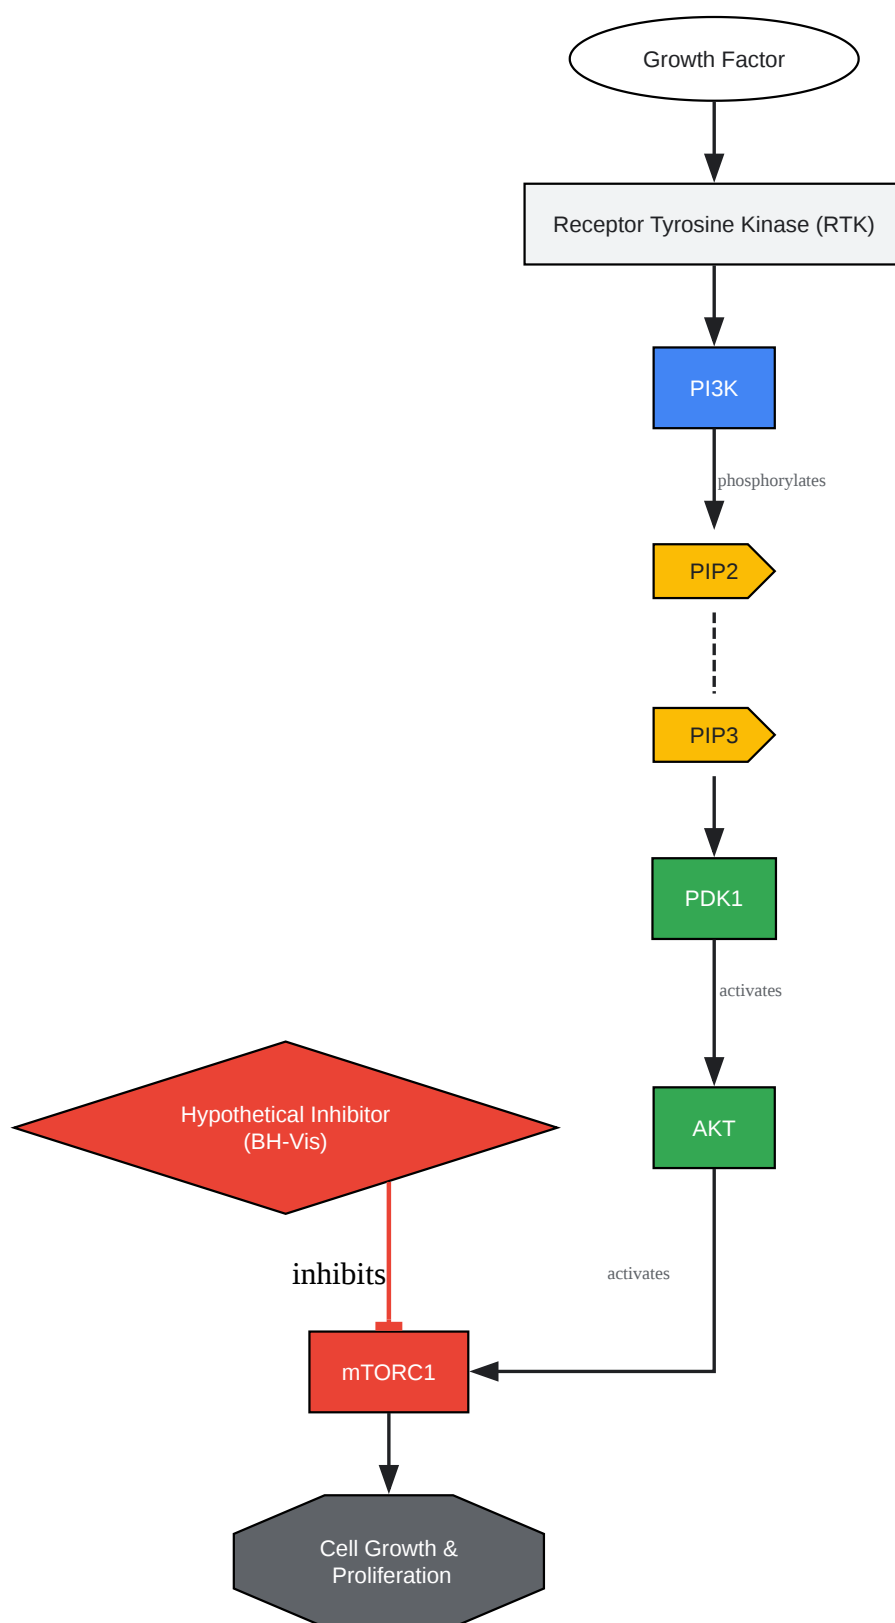 Growth Factor
Receptor Tyrosine Kinase (RTK)
PI3K
phosphorylates
PIP2
PIP3
PDK1
activates
Hypothetical Inhibitor
(BH-Vis)
AKT
inhibits
activates
mTORC1
Cell Growth &
Proliferation